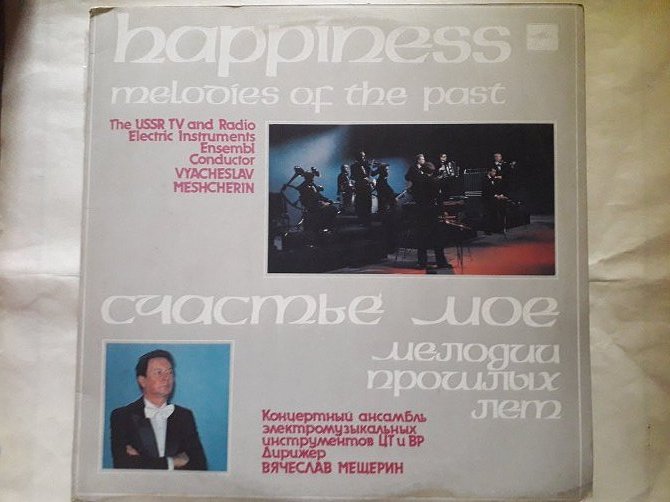 happiness
melodies of the past
The USSR TV and Radio
Electric Instruments
Ensembl
Conductor
VYACHESLAV
MESHCHERIN
счастье мое
мелодии
прошлых
лет
Концертный ансамбль
электромузыкальных
инструментов ЦТ и ВР
Дирижер
ВЯЧЕСЛАВ МЕЩЕРИН